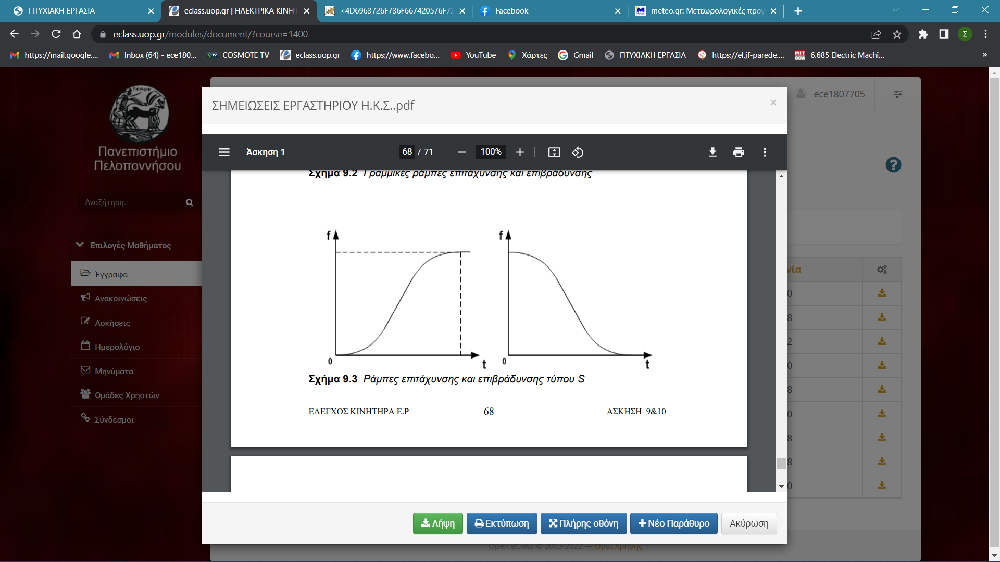 ΠΤΥΧΙΑΚΗ ΕΡΓΑΣΙΑ
eclass.uop.gr | ΗΛΕΚΤΡΙΚΑ ΚΙΝΗΤ
<4D6963726F736F667420576F72
Facebook
meteo.gr: Μετεωρολογικές προγ
eclass.uop.gr/modules/document/?course=1400
Σ
https://mail.google....
Inbox (64) - ece180...
COSMOTE TV
eclass.uop.gr
https://www.facebo...
YouTube
Χάρτες
Gmail
ΠΤΥΧΙΑΚΗ ΕΡΓΑΣΙΑ
https://el.jf-parede....
6.685 Electric Machi...
»
Πανεπιστήμιο
Πελοποννήσου
Αναζήτηση...
Επιλογές Μαθήματος
Έγγραφα
Ανακοινώσεις
Ασκήσεις
Ημερολόγιο
Μηνύματα
Ομάδες Χρηστών
Σύνδεσμοι
ece1807705
ΣΗΜΕΙΩΣΕΙΣ ΕΡΓΑΣΤΗΡΙΟΥ Η.Κ.Σ..pdf
×
Άσκηση 1
68 / 71
100%
Σχήμα 9.2 Γραμμικές ράμπες επιτάχυνσης και επιβράδυνσης
f
0
t
f
0
t
Σχήμα 9.3 Ράμπες επιτάχυνσης και επιβράδυνσης τύπου S
ΕΛΕΓΧΟΣ ΚΙΝΗΤΗΡΑ Ε.Ρ 68 ΑΣΚΗΣΗ 9&10
νία
0
8
2
0
8
0
8
8
0
Λήψη
Εκτύπωση
Πλήρης οθόνη
Νέο Παράθυρο
Ακύρωση
Open eClass © 2003-2022 — Όροι Χρήσης